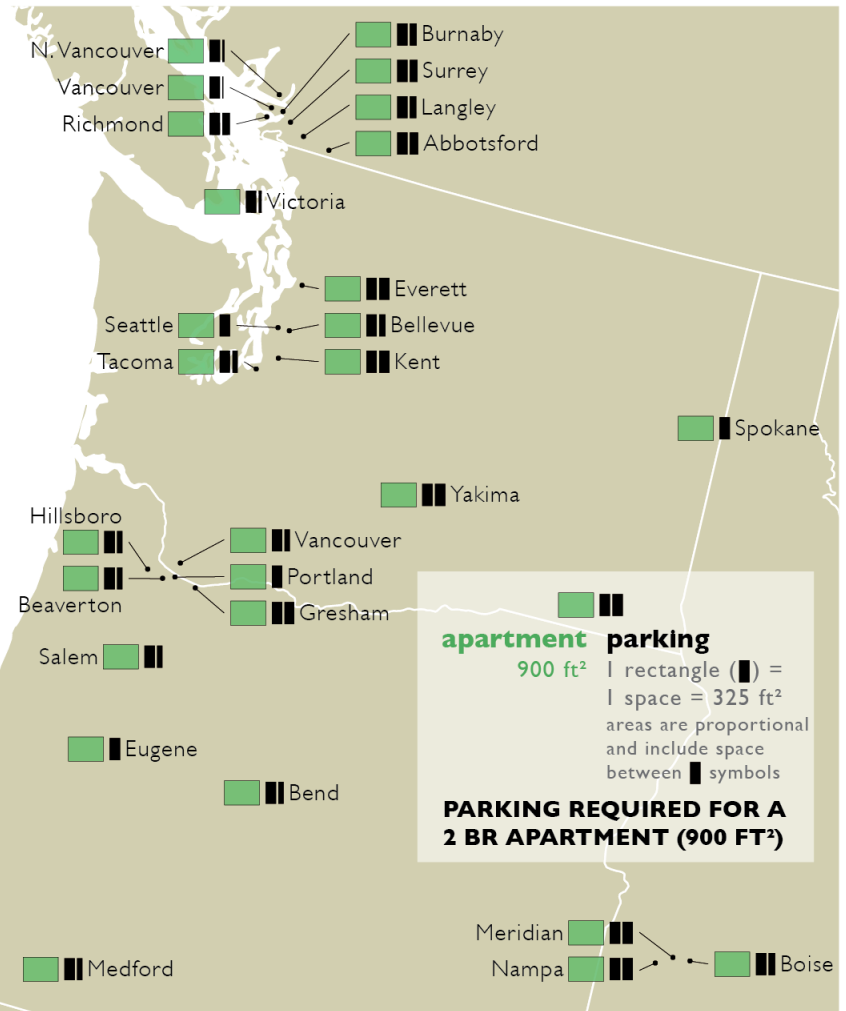 N. Vancouver
Vancouver
Richmond
Burnaby
Surrey
Langley
Abbotsford
Victoria
Everett
Seattle
Bellevue
Tacoma
Kent
Spokane
Yakima
Hillsboro
Beaverton
Vancouver
Portland
Gresham
Salem
Eugene
Bend
apartment
900 ft²
parking
1 rectangle (▮) =
1 space = 325 ft²
areas are proportional
and include space
between ▮ symbols
PARKING REQUIRED FOR A
2 BR APARTMENT (900 FT²)
Meridian
Nampa
Boise
Medford